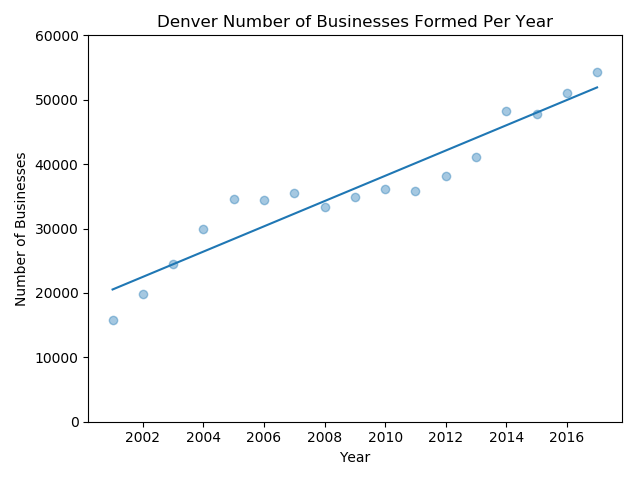 Denver Number of Businesses Formed Per Year
60000
50000
40000
30000
20000
10000
0
Number of Businesses
2002 2004 2006 2008 2010 2012 2014 2016
Year